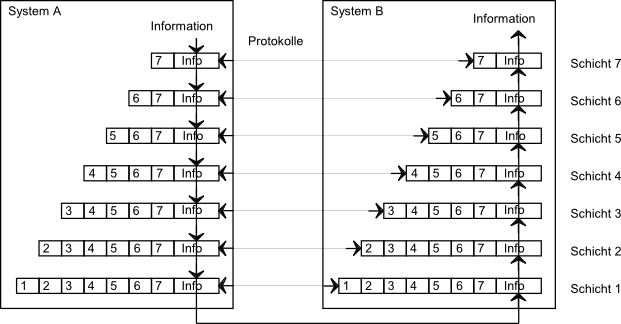 System A
System B
Information
Information
Protokolle
7 Info
7 Info
Schicht 7
6 7 Info
6 7 Info
Schicht 6
5 6 7 Info
5 6 7 Info
Schicht 5
4 5 6 7 Info
4 5 6 7 Info
Schicht 4
3 4 5 6 7 Info
3 4 5 6 7 Info
Schicht 3
2 3 4 5 6 7 Info
2 3 4 5 6 7 Info
Schicht 2
1 2 3 4 5 6 7 Info
1 2 3 4 5 6 7 Info
Schicht 1